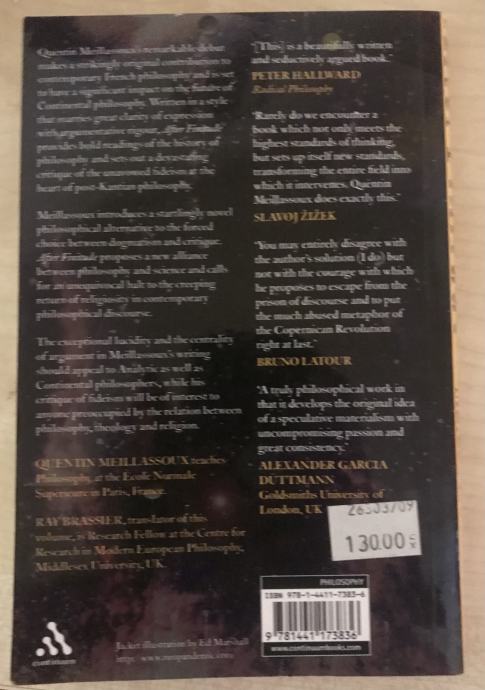 Quentin Meillassoux's remarkable debut
makes a strikingly original contribution to
contemporary French philosophy and is set
to have a significant impact on the future of
Continental philosophy. Written in a style
that marries great clarity of expression
with argumentative rigour, After Finitude
provides bold readings of the history of
philosophy and sets out a devastating
critique of the unavowed fideism at the
heart of post-Kantian philosophy.
Meillassoux introduces a startlingly novel
philosophical alternative to the forced
choice between dogmatism and critique.
After Finitude proposes a new alliance
between philosophy and science and calls
for an unequivocal halt to the creeping
return of religiosity in contemporary
philosophical discourse.
The exceptional lucidity and the centrality
of argument in Meillassoux's writing
should appeal to Analytic as well as
Continental philosophers, while his
critique of fideism will be of interest to
anyone preoccupied by the relation between
philosophy, theology and religion.
QUENTIN MEILLASSOUX teaches
Philosophy at the Ecole Normale
Supérieure in Paris, France.
RAY BRASSIER, translator of this
volume, is Research Fellow at the Centre for
Research in Modern European Philosophy,
Middlesex University, UK.
Jacket illustration by Ed Marshall
continuum
'[This] is a beautifully written
and seductively argued book.'
PETER HALLWARD
Radical Philosophy
'Rarely do we encounter a
book which not only meets the
highest standards of thinking,
but sets up itself new standards,
transforming the entire field into
which it intervenes. Quentin
Meillassoux does exactly this.'
SLAVOJ ŽIŽEK
'You may entirely disagree with
the author's solution (I do) but
not with the courage with which
he proposes to escape from the
prison of discourse and to put
the much abused metaphor of
the Copernican Revolution
right at last.'
BRUNO LATOUR
'A truly philosophical work in
that it develops the original idea
of a speculative materialism with
uncompromising passion and
great consistency.'
ALEXANDER GARCIA
DUTTMANN
Goldsmiths University of
London, UK
26503709
130.00
PHILOSOPHY
ISBN 978-1-4411-7383-6
9 781441 173836
www.continuumbooks.com